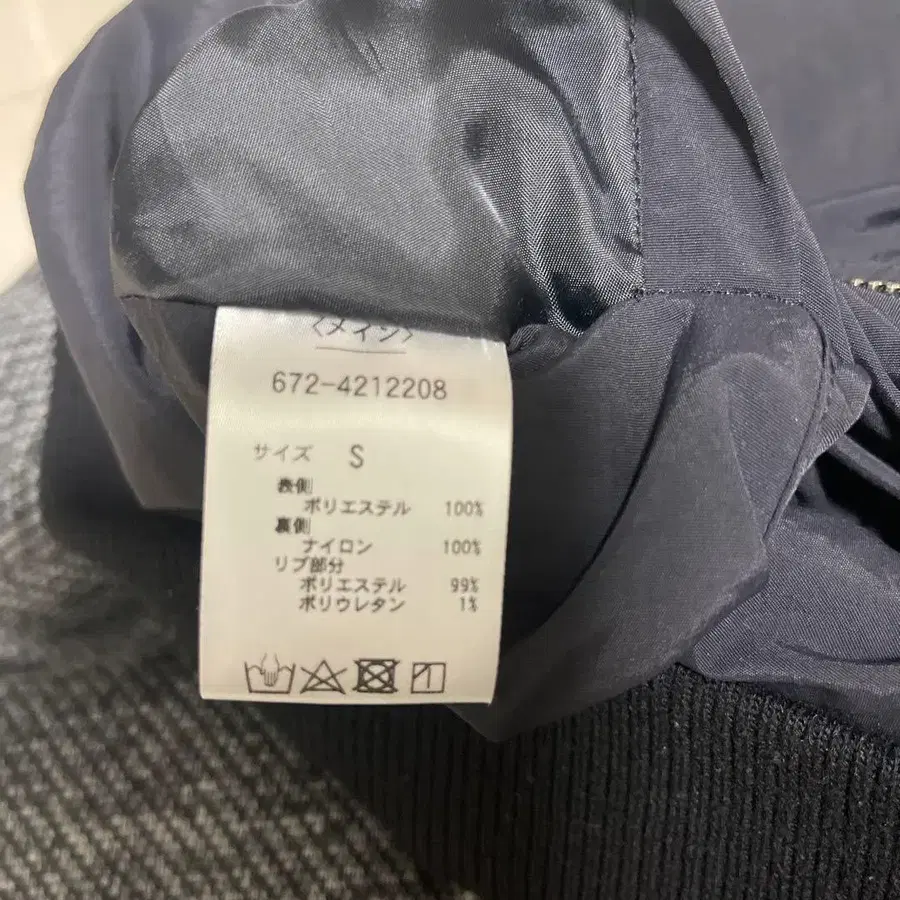 〈メイン〉
672-4212208
サイズ S
表側
ポリエステル 100%
裏側
ナイロン 100%
リブ部分
ポリエステル 99%
ポリウレタン 1%